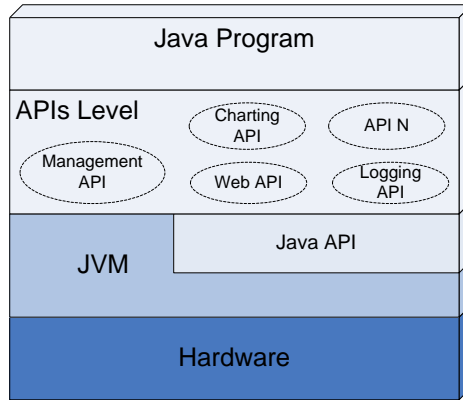 Java Program
APIs Level
Charting
API
API N
Management
API
Web API
Logging
API
Java API
JVM
Hardware